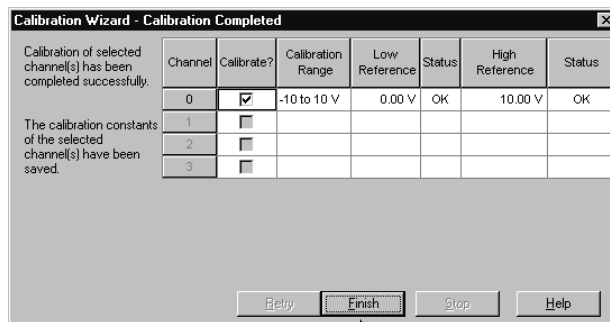 Calibration Wizard - Calibration Completed
Calibration of selected
channel(s) has been
completed successfully.
The calibration constants
of the selected
channel(s) have been
saved.
Channel Calibrate? Calibration Range Low Reference Status High Reference Status
0 -10 to 10 V 0.00 V OK 10.00 V OK
1
2
3
Retry Finish Stop Help